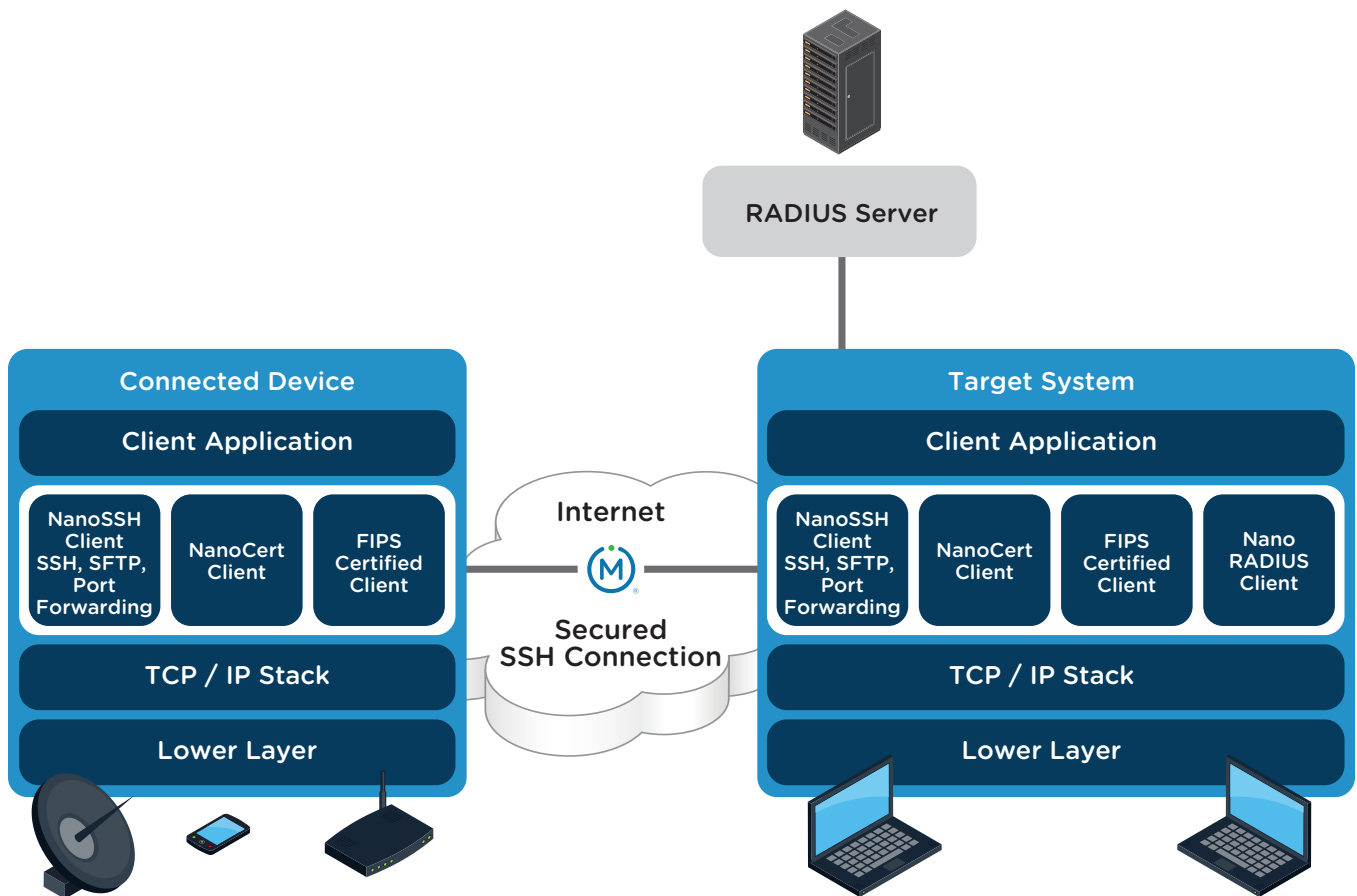 RADIUS Server
Connected Device
Client Application
NanoSSH
Client
SSH, SFTP,
Port
Forwarding
NanoCert
Client
FIPS
Certified
Client
TCP / IP Stack
Lower Layer
Internet
M
®
Secured
SSH Connection
Target System
Client Application
NanoSSH
Client
SSH, SFTP,
Port
Forwarding
NanoCert
Client
FIPS
Certified
Client
Nano
RADIUS
Client
TCP / IP Stack
Lower Layer